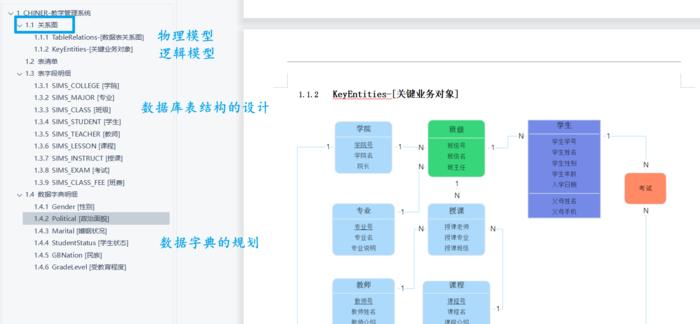 1 CHINER-教学管理系统
1.1 关系图
1.1.1 TableRelations-[数据表关系图]
1.1.2 KeyEntities-[关键业务对象]
1.2 表清单
1.3 表字段明细
1.3.1 SIMS_COLLEGE [学院]
1.3.2 SIMS_MAJOR [专业]
1.3.3 SIMS_CLASS [班级]
1.3.4 SIMS_STUDENT [学生]
1.3.5 SIMS_TEACHER [教师]
1.3.6 SIMS_LESSON [课程]
1.3.7 SIMS_INSTRUCT [授课]
1.3.8 SIMS_EXAM [考试]
1.3.9 SIMS_CLASS_FEE [班费]
1.4 数据字典明细
1.4.1 Gender [性别]
1.4.2 Political [政治面貌]
1.4.3 Marital [婚姻状况]
1.4.4 StudentStatus [学生状态]
1.4.5 GBNation [民族]
1.4.6 GradeLevel [受教育程度]
物理模型
逻辑模型
数据库表结构的设计
数据字典的规划
1.1.2 KeyEntities-[关键业务对象]
学院
学院号
学院名
院长
班级
班级号
班级名
班主任
学生
学生学号
学生姓名
学生性别
学生年龄
入学日期
父母姓名
父母手机
考试
专业
专业号
专业名
专业说明
授课
授课老师
授课专业
授课班级
教师
教师号
教师姓名
教师介绍
课程
课程号
课程名
课程介绍
1
N
N
1
1
N
N
1
N
1
N
N
1
1